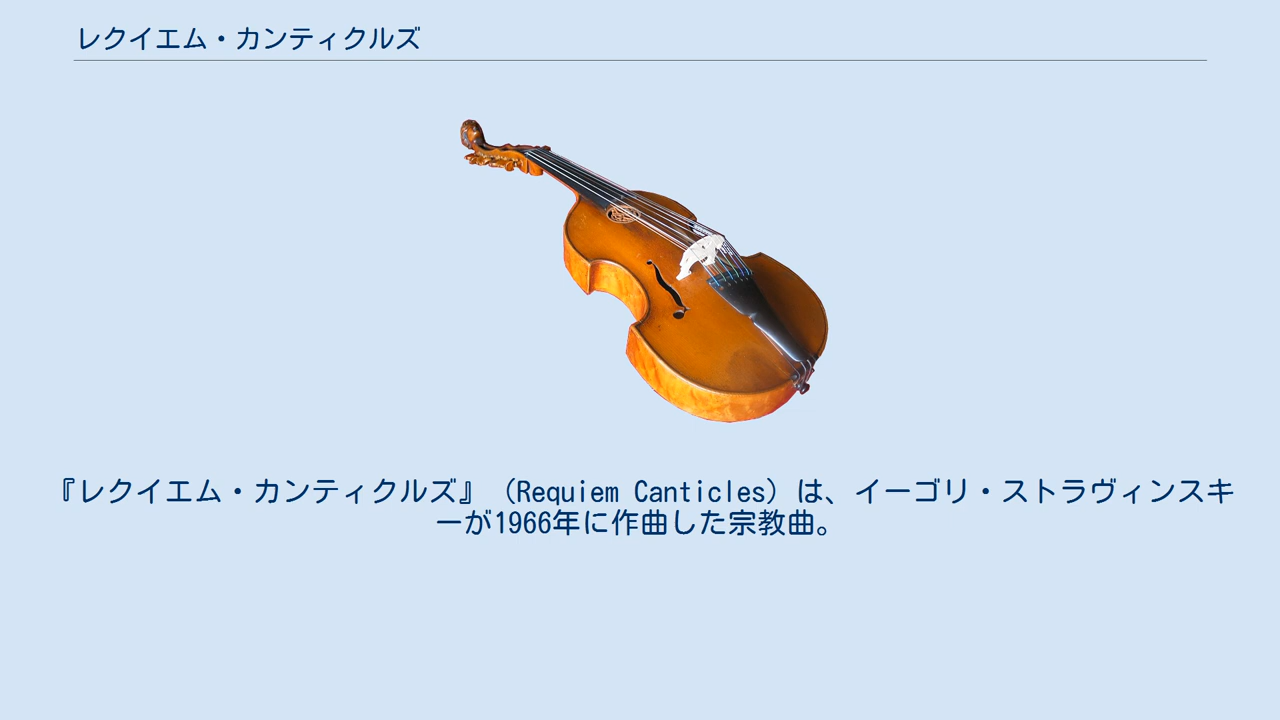 レクイエム・カンティクルズ
『レクイエム・カンティクルズ』（Requiem Canticles）は、イーゴリ・ストラヴィンスキ
ーが1966年に作曲した宗教曲。